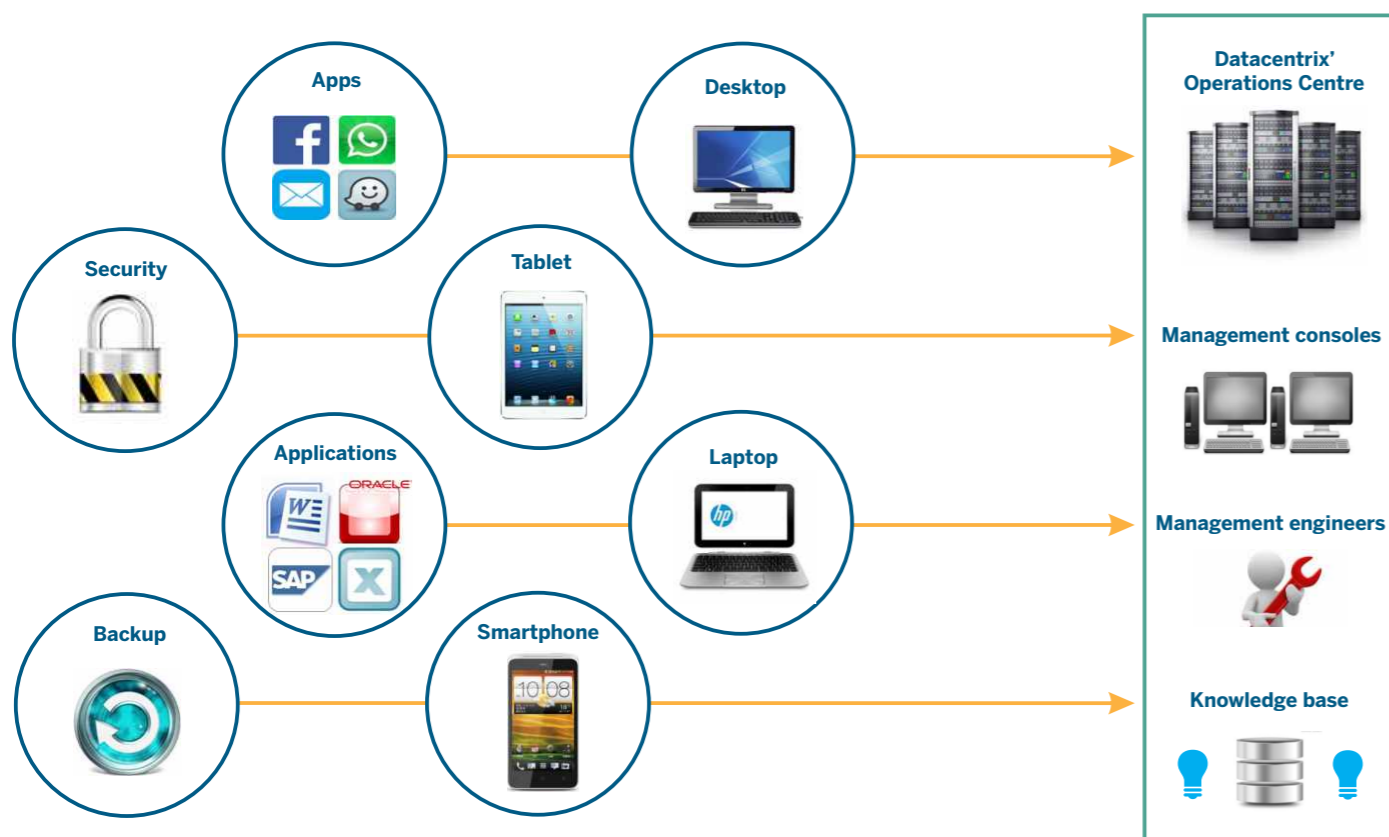 Apps
Desktop
Datacentrix'
Operations Centre
Security
Tablet
Management consoles
Applications
ORACLE
W
SAP
X
Laptop
hp
Management engineers
Backup
Smartphone
10:08
Knowledge base